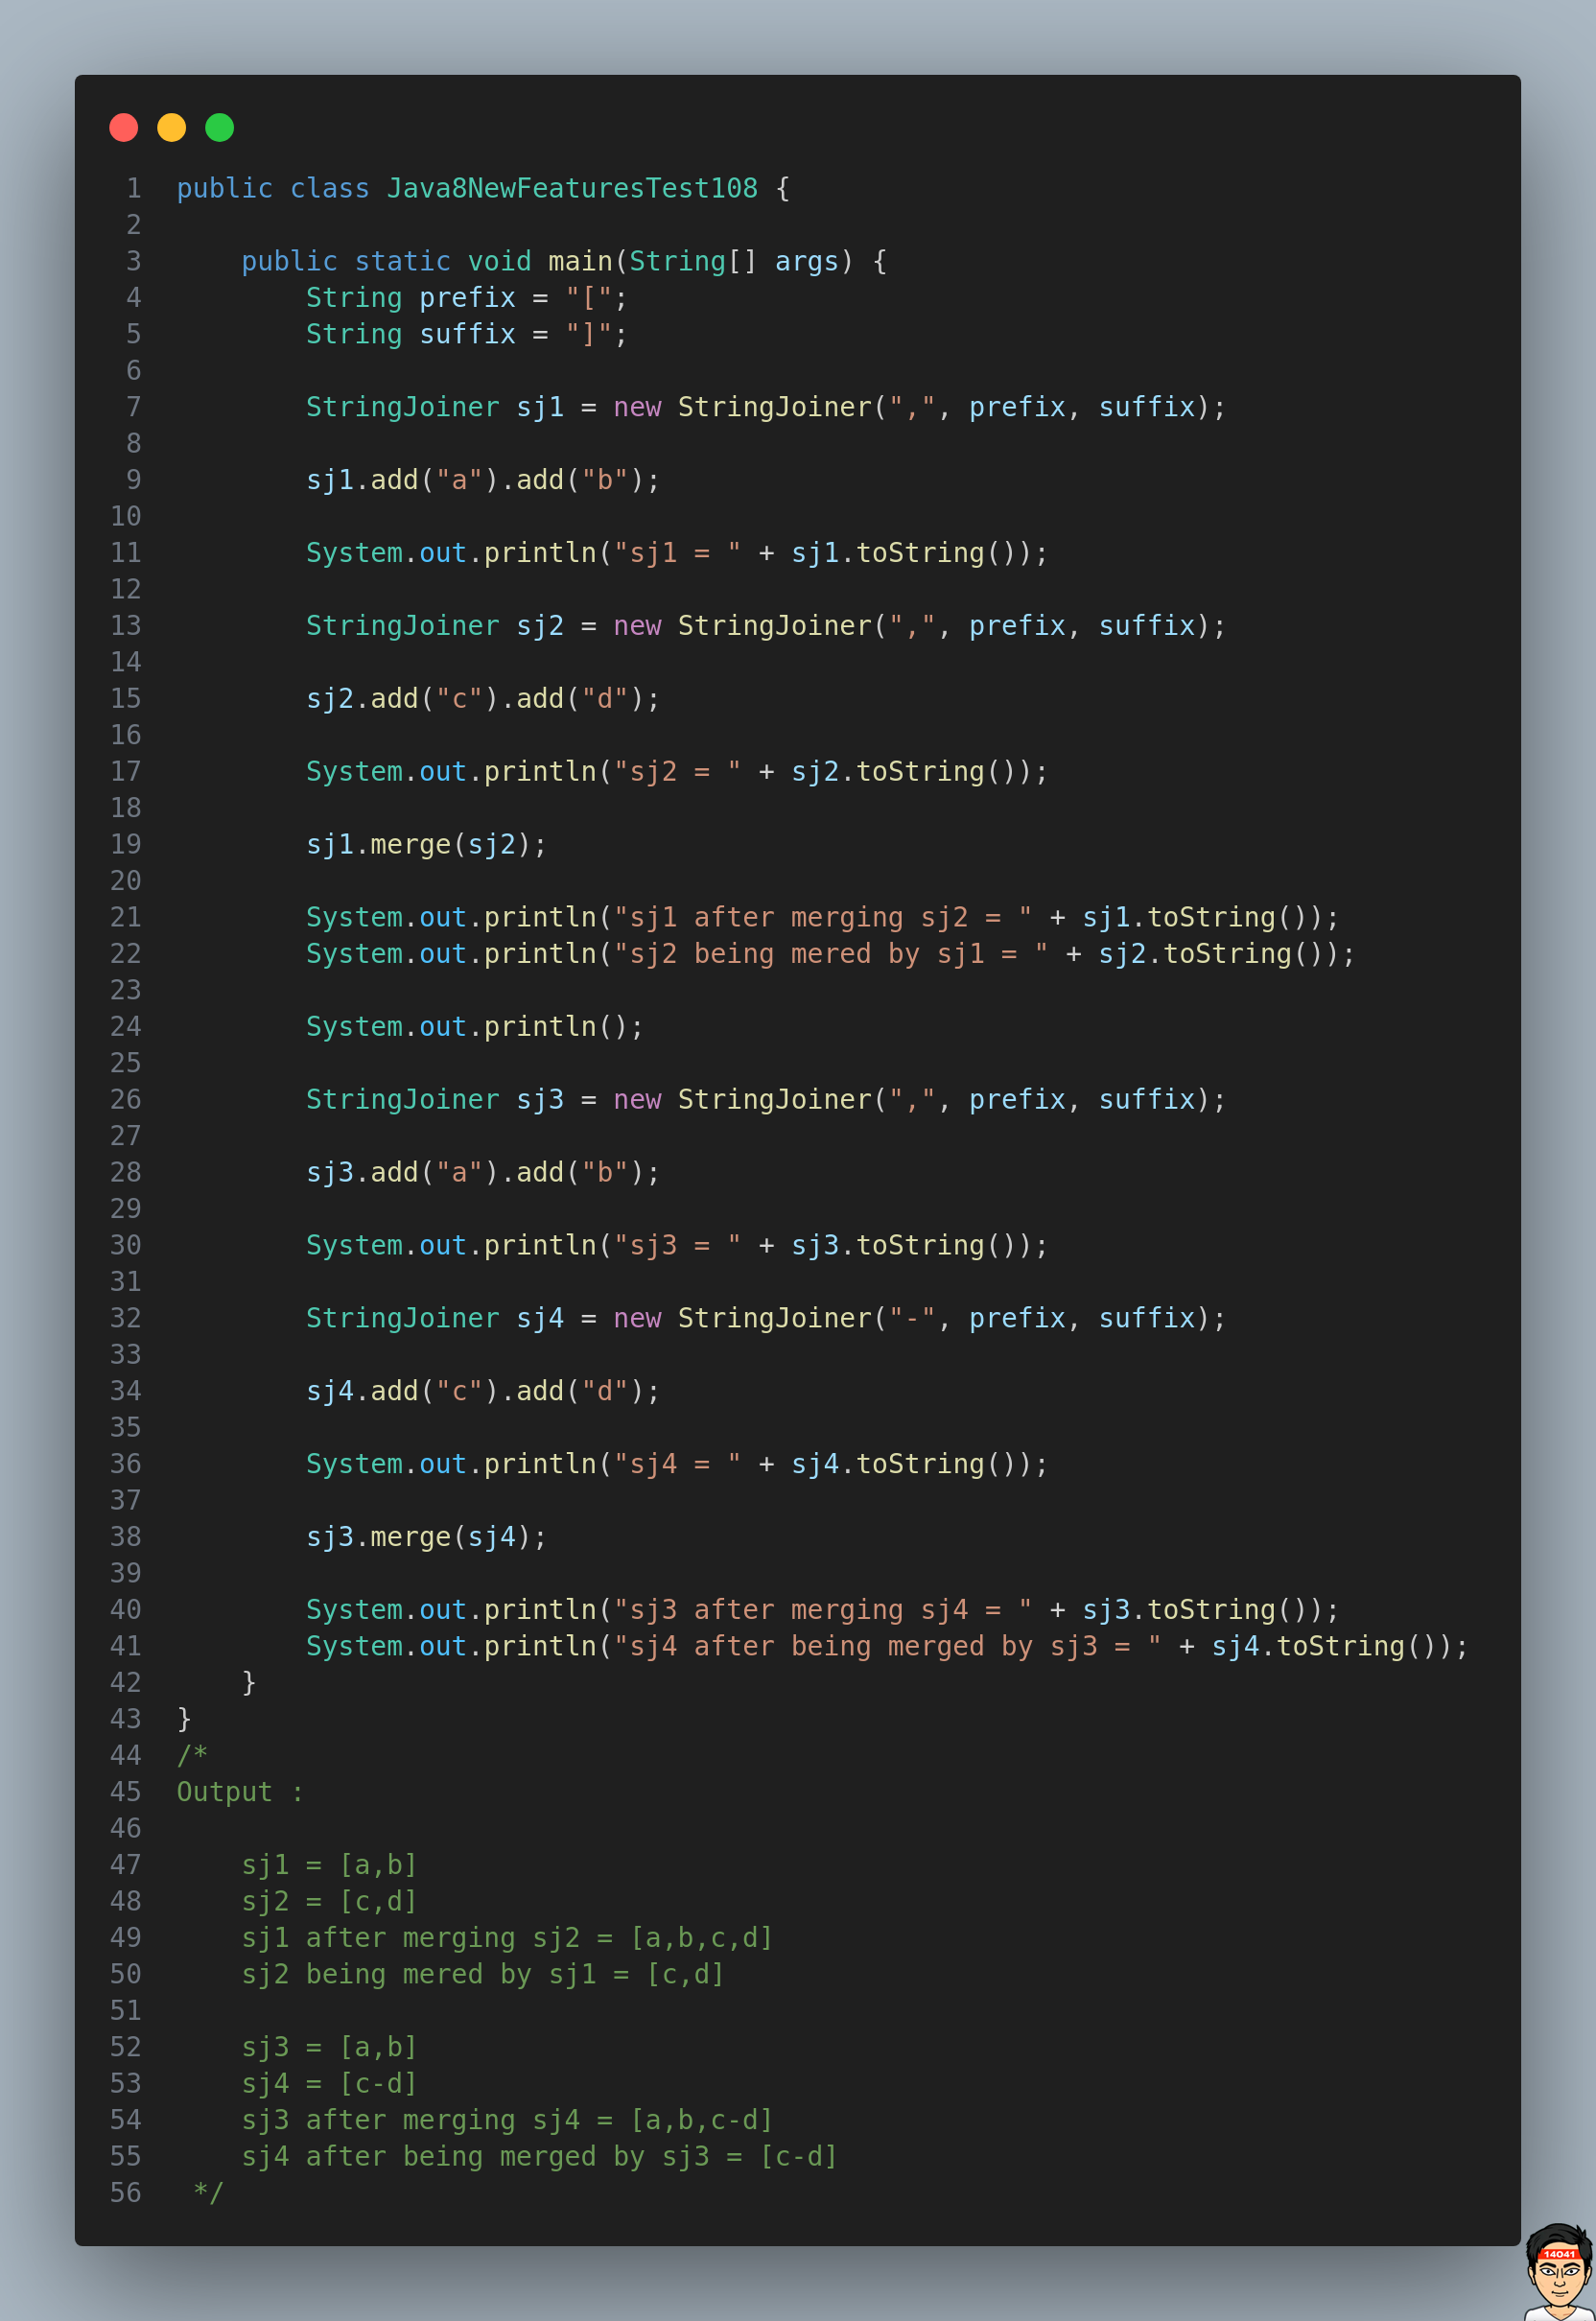 1 public class Java8NewFeaturesTest108 {
2
3     public static void main(String[] args) {
4         String prefix = "[";
5         String suffix = "]";
6
7         StringJoiner sj1 = new StringJoiner(",", prefix, suffix);
8
9         sj1.add("a").add("b");
10
11         System.out.println("sj1 = " + sj1.toString());
12
13         StringJoiner sj2 = new StringJoiner(",", prefix, suffix);
14
15         sj2.add("c").add("d");
16
17         System.out.println("sj2 = " + sj2.toString());
18
19         sj1.merge(sj2);
20
21         System.out.println("sj1 after merging sj2 = " + sj1.toString());
22         System.out.println("sj2 being mered by sj1 = " + sj2.toString());
23
24         System.out.println();
25
26         StringJoiner sj3 = new StringJoiner(",", prefix, suffix);
27
28         sj3.add("a").add("b");
29
30         System.out.println("sj3 = " + sj3.toString());
31
32         StringJoiner sj4 = new StringJoiner("-", prefix, suffix);
33
34         sj4.add("c").add("d");
35
36         System.out.println("sj4 = " + sj4.toString());
37
38         sj3.merge(sj4);
39
40         System.out.println("sj3 after merging sj4 = " + sj3.toString());
41         System.out.println("sj4 after being merged by sj3 = " + sj4.toString());
42     }
43 }
44 /*
45 Output :
46
47     sj1 = [a,b]
48     sj2 = [c,d]
49     sj1 after merging sj2 = [a,b,c,d]
50     sj2 being mered by sj1 = [c,d]
51
52     sj3 = [a,b]
53     sj4 = [c-d]
54     sj3 after merging sj4 = [a,b,c-d]
55     sj4 after being merged by sj3 = [c-d]
56  */
14041